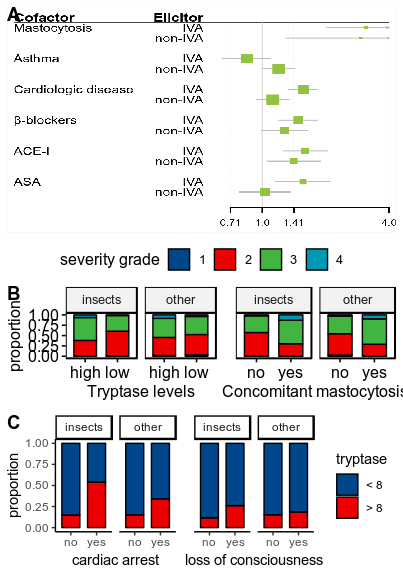 A
Cofactor Elicitor
Mastocytosis IVA
non-IVA
Asthma IVA
non-IVA
Cardiologic disease IVA
non-IVA
β-blockers IVA
non-IVA
ACE-I IVA
non-IVA
ASA IVA
non-IVA
0.71 1.0 1.41 4.0
severity grade 1 2 3 4
B
insects other insects other
proportion
1.00
0.75
0.50
0.25
0.00
high low high low no yes no yes
Tryptase levels Concomitant mastocytosis
C
insects other insects other
proportion
1.00
0.75
0.50
0.25
0.00
no yes no yes no yes no yes
cardiac arrest loss of consciousness
tryptase
< 8
> 8